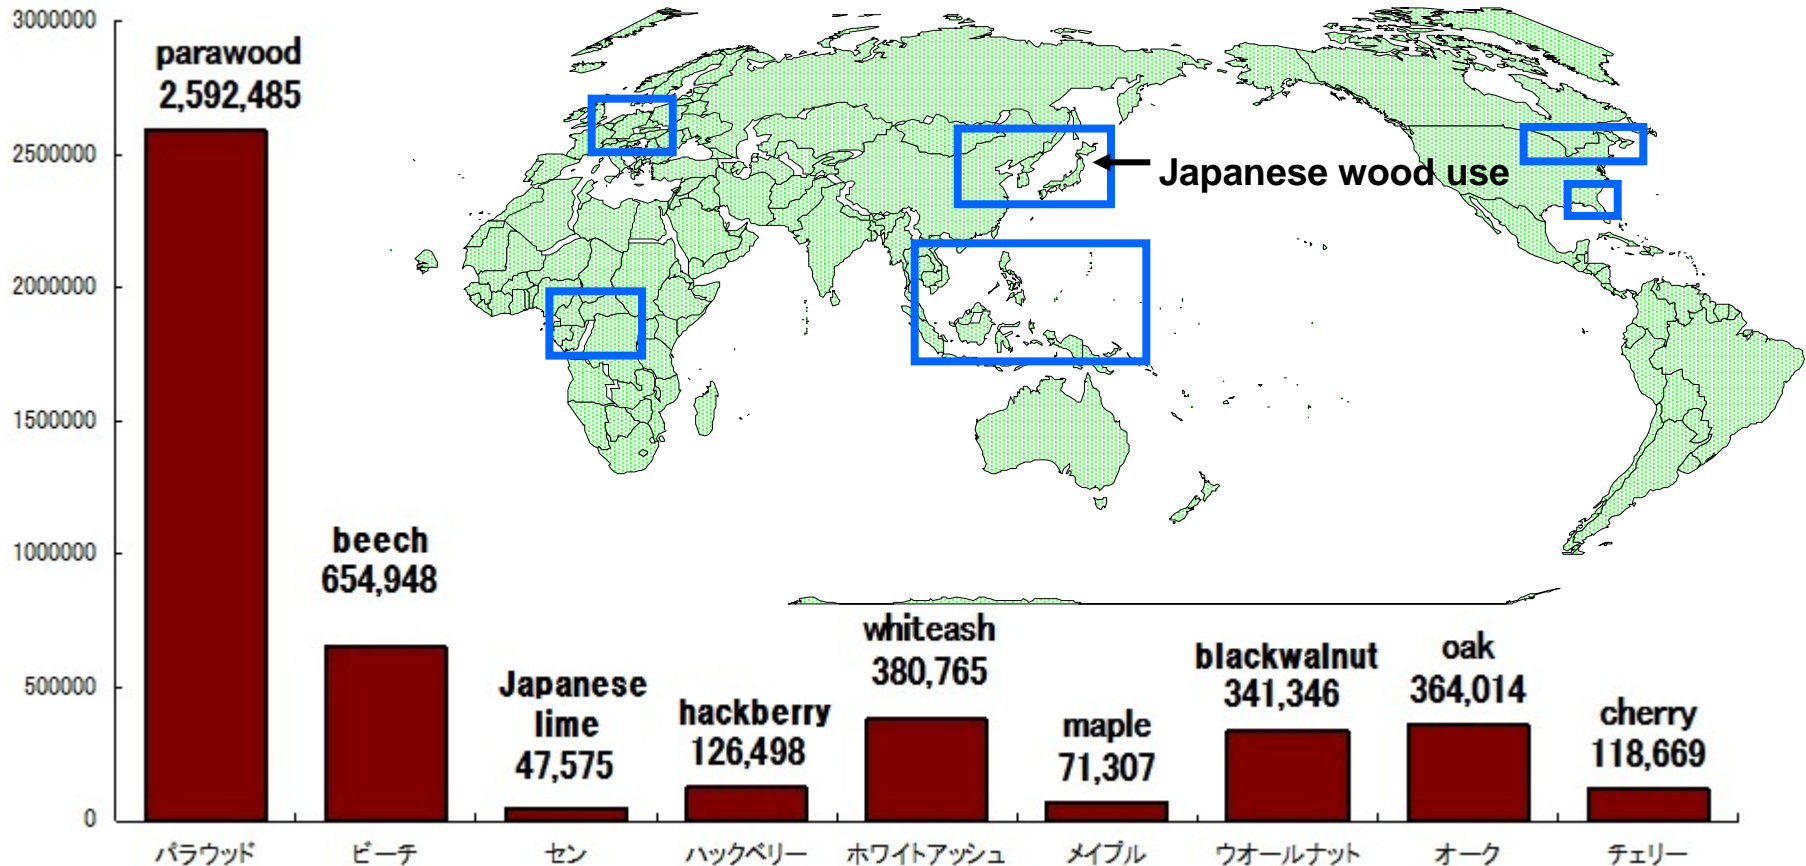 3000000
2500000
2000000
1500000
1000000
500000
0
parawood
2,592,485
beech
654,948
Japanese
lime
47,575
hackberry
126,498
whiteash
380,765
maple
71,307
blackwalnut
341,346
oak
364,014
cherry
118,669
Japanese wood use
パラウッド
ビーチ
セン
ハックベリー
ホワイトアッシュ
メイプル
ウオールナット
オーク
チェリー